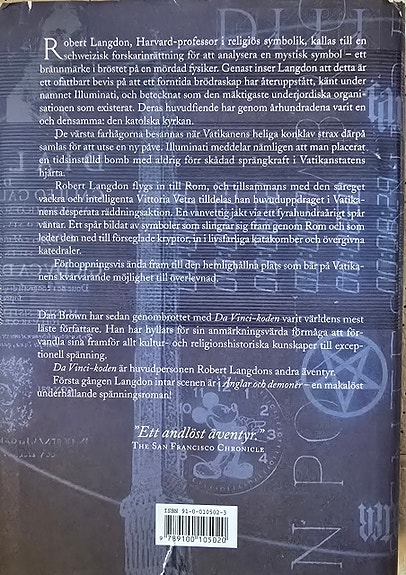 Robert Langdon, Harvard-professor i religiös symbolik, kallas till en
schweizisk forskarinrättning för att analysera en mystisk symbol – ett
brännmärke i bröstet på en mördad fysiker. Genast inser Langdon att detta är
ett ofattbart bevis på att ett forntida brödraskap har återuppstått, känt under
namnet Illuminati, och betecknat som den mäktigaste underjordiska organi-
sationen som existerat. Deras huvudfiende har genom århundradena varit en
och densamma: den katolska kyrkan.
De värsta farhågorna besannas när Vatikanens heliga konklav strax därpå
samlas för att utse en ny påve. Illuminati meddelar nämligen att man placerat
en tidsinställd bomb med aldrig förr skådad sprängkraft i Vatikanstatens
hjärta.
Robert Langdon flygs in till Rom, och tillsammans med den säreget
vackra och intelligenta Vittoria Vetra tilldelas han huvuduppdraget i Vatika-
nens desperata räddningsaktion. En vanvettig jakt via ett fyrahundraårigt spår
väntar. Ett spår bildat av symboler som slingrar sig fram genom Rom och som
leder dem ned till förseglade kryptor, in i livsfarliga katakomber och övergivna
katedraler.
Förhoppningsvis ända fram till den hemlighållna plats som bär på Vatika-
nens kvarvarande möjlighet till överlevnad.
Dan Brown har sedan genombrottet med Da Vinci-koden varit världens mest
läste författare. Han har hyllats för sin anmärkningsvärda förmåga att för-
vandla sina framför allt kultur- och religionshistoriska kunskaper till excep-
tionell spänning.
Da Vinci-koden är huvudpersonen Robert Langdons andra äventyr.
Första gången Langdon intar scenen är i Änglar och demoner – en makalöst
underhållande spänningsroman!
"Ett andlöst äventyr."
THE SAN FRANCISCO CHRONICLE
ISBN 91-0-010502-3
9 789100 105020